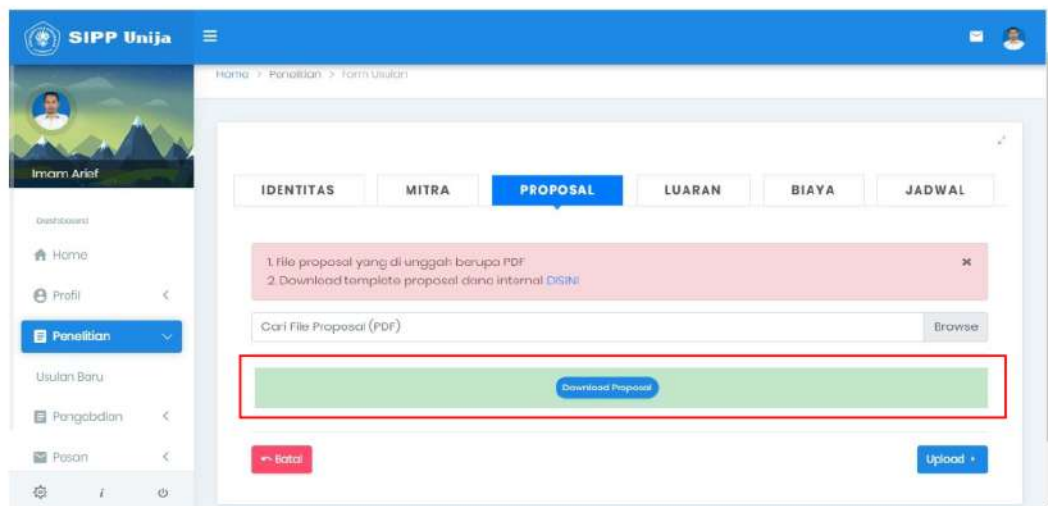 SIPP Unija
Home > Penelitian > Form Usulan
Imam Arief
IDENTITAS MITRA PROPOSAL LUARAN BIAYA JADWAL
Dashboard
Home
Profil
Penelitian
Usulan Baru
Pengabdian
Pesan
1. File proposal yang di unggah berupa PDF
2. Download template proposal dana internal DISINI
Cari File Proposal (PDF) Browse
Download Proposal
Batal Upload